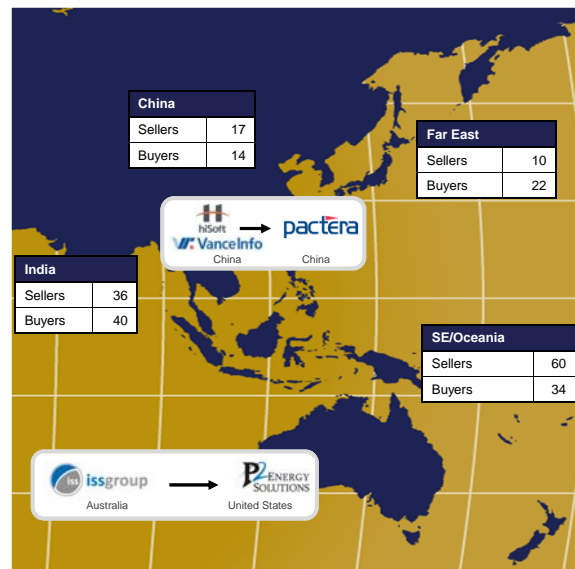 China
Sellers 17
Buyers 14
Far East
Sellers 10
Buyers 22
hiSoft
VanceInfo
pactera
China China
India
Sellers 36
Buyers 40
SE/Oceania
Sellers 60
Buyers 34
iss issgroup
P2 ENERGY
SOLUTIONS
Australia United States